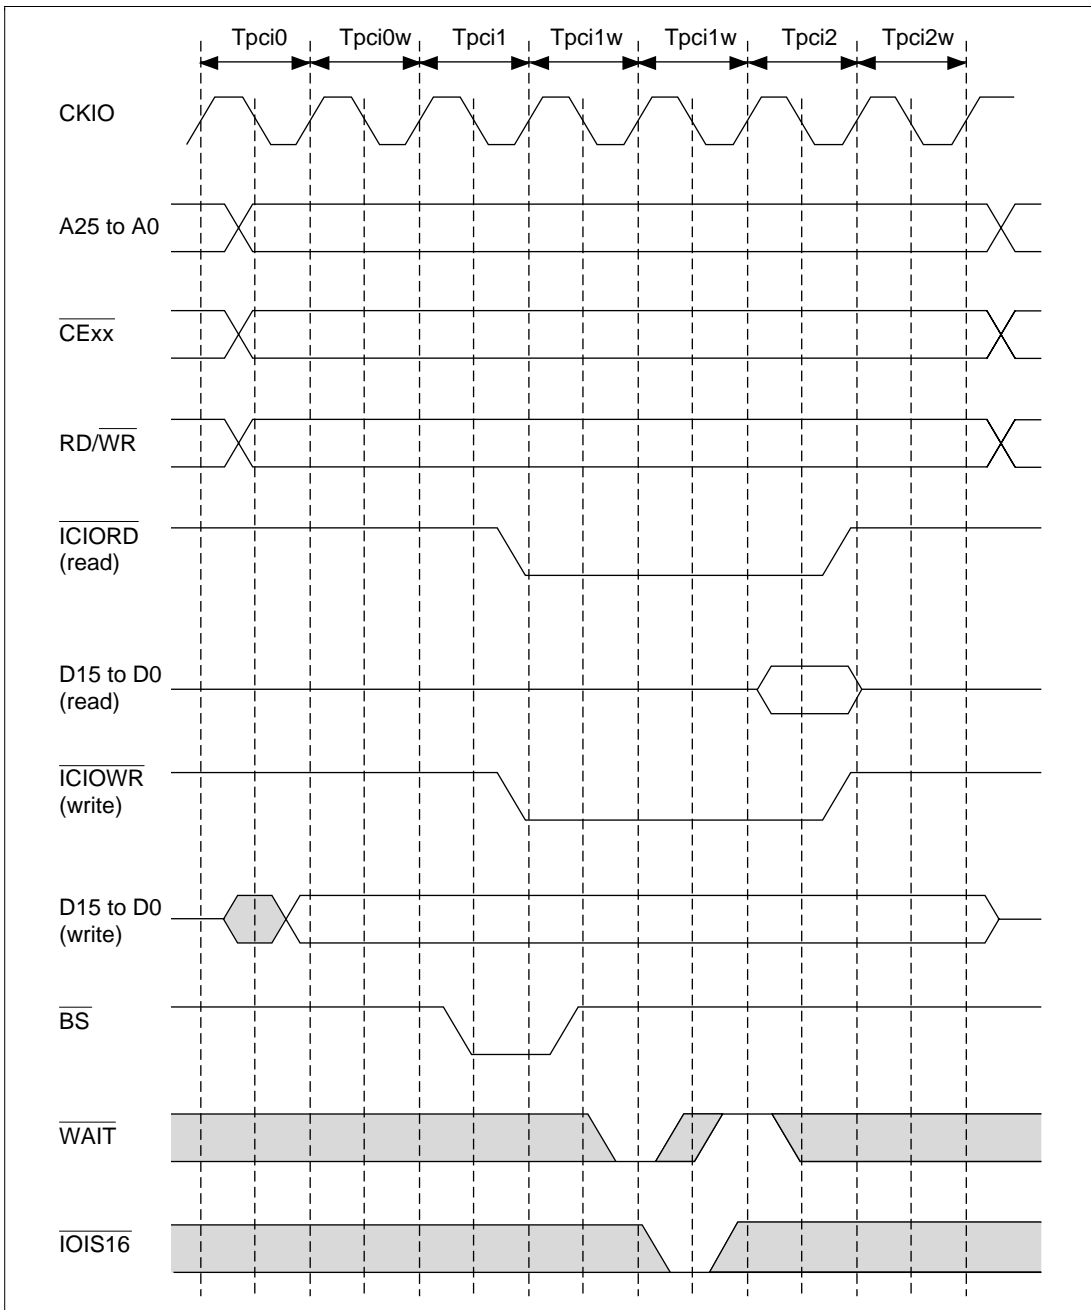 Tpci0 Tpci0w Tpci1 Tpci1w Tpci1w Tpci2 Tpci2w
CKIO
A25 to A0
CExx
RD/WR
ICIORD
(read)
D15 to D0
(read)
ICIOWR
(write)
D15 to D0
(write)
BS
WAIT
IOIS16